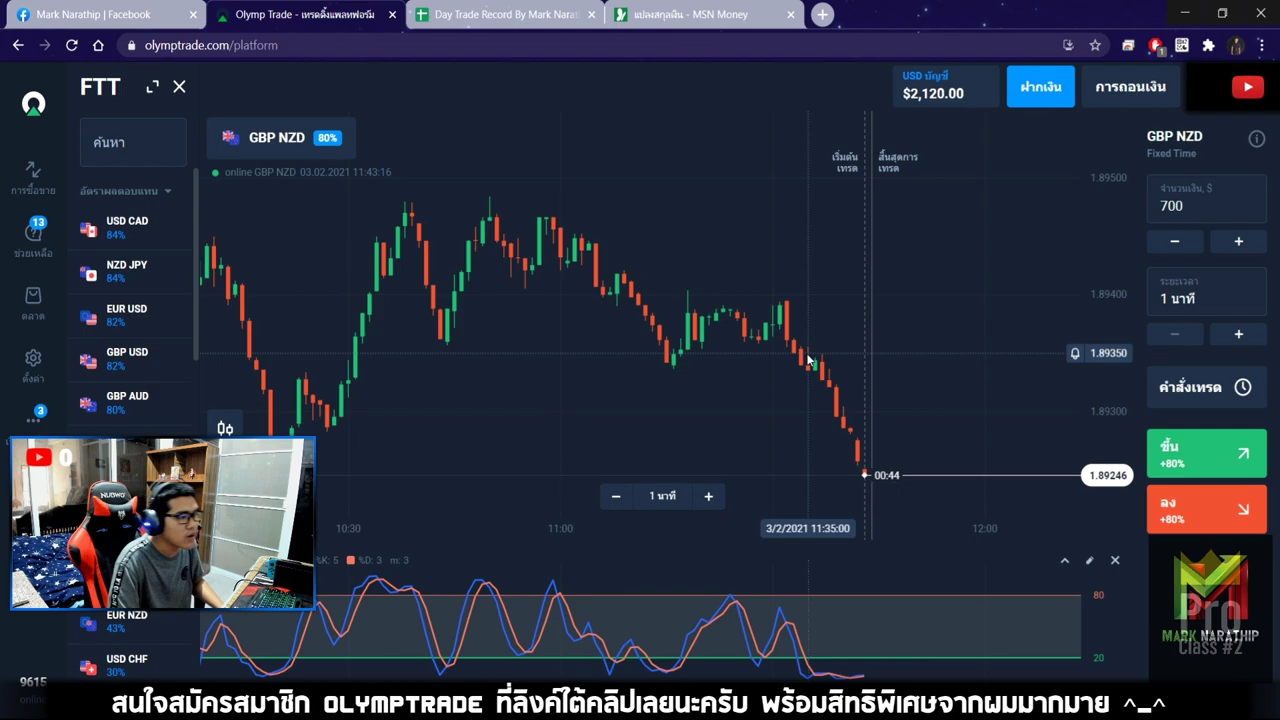 Mark Narathip | Facebook
Olymp Trade - เทรดดิ้งแพลทฟอร์ม
Day Trade Record By Mark Narat
แปลงสกุลเงิน - MSN Money
olymptrade.com/platform
1
FTT
USD บัญชี
$2,120.00
ฝากเงิน
การถอนเงิน
ค้นหา
GBP NZD 80%
GBP NZD
Fixed Time
online GBP NZD 03.02.2021 11:43:16
เริ่มต้น
เทรด
สิ้นสุดการ
เทรด
1.89500
การซื้อขาย
อัตราผลตอบแทน
จำนวนเงิน, $
700
USD CAD
84%
13
ช่วยเหลือ
NZD JPY
84%
ระยะเวลา
1 นาที
1.89400
ตลาด
EUR USD
82%
GBP USD
82%
1.89350
ตั้งค่า
คำสั่งเทรด
GBP AUD
80%
3
1.89300
ขึ้น
+80%
0
NUBWO
00:44
1.89246
1 นาที
ลง
+80%
10:30
11:00
3/2/2021 11:35:00
12:00
%K: 5
%D: 3
m: 3
80
20
EUR NZD
43%
USD CHF
30%
Pro
MARK NARATHIP
Class #2
9615
online
สนใจสมัครสมาชิก OLYMPTRADE ที่ลิงค์ใต้คลิปเลยนะครับ พร้อมสิทธิพิเศษจากผมมากมาย ^_^